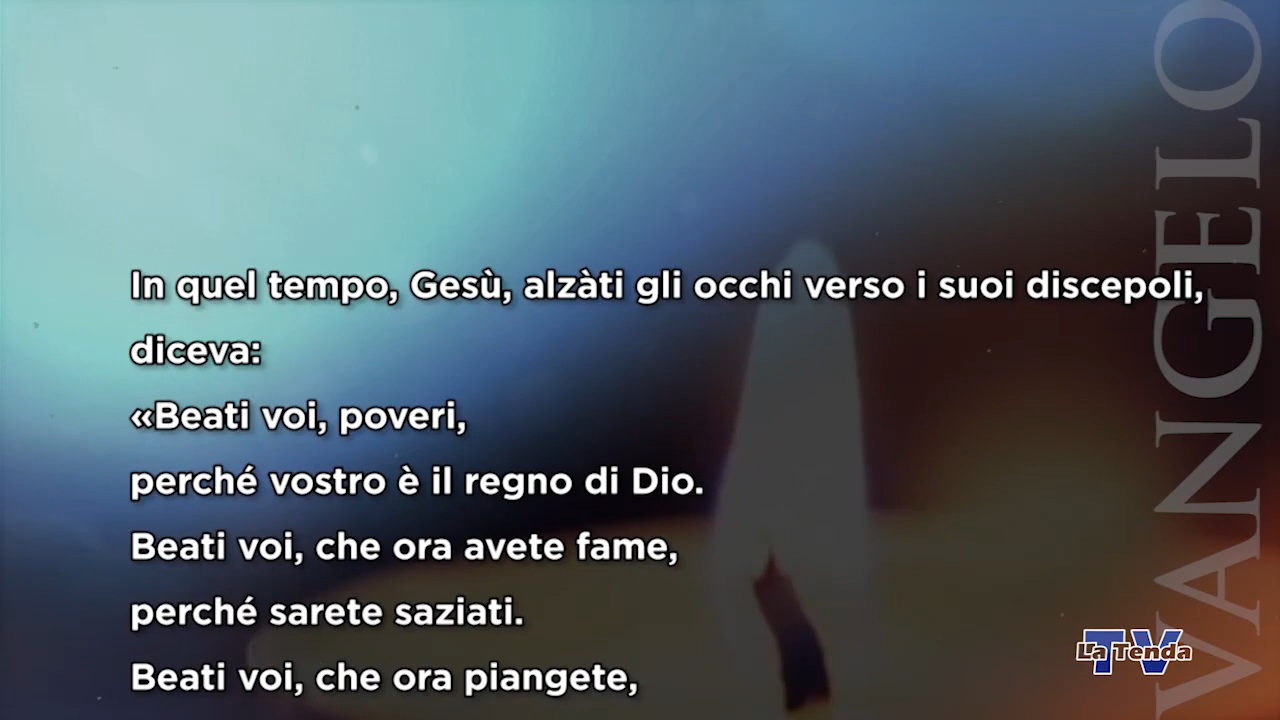 In quel tempo, Gesù, alzàti gli occhi verso i suoi discepoli,
diceva:
«Beati voi, poveri,
perché vostro è il regno di Dio.
Beati voi, che ora avete fame,
perché sarete saziati.
Beati voi, che ora piangete,
VANGELO
La Tenda TV